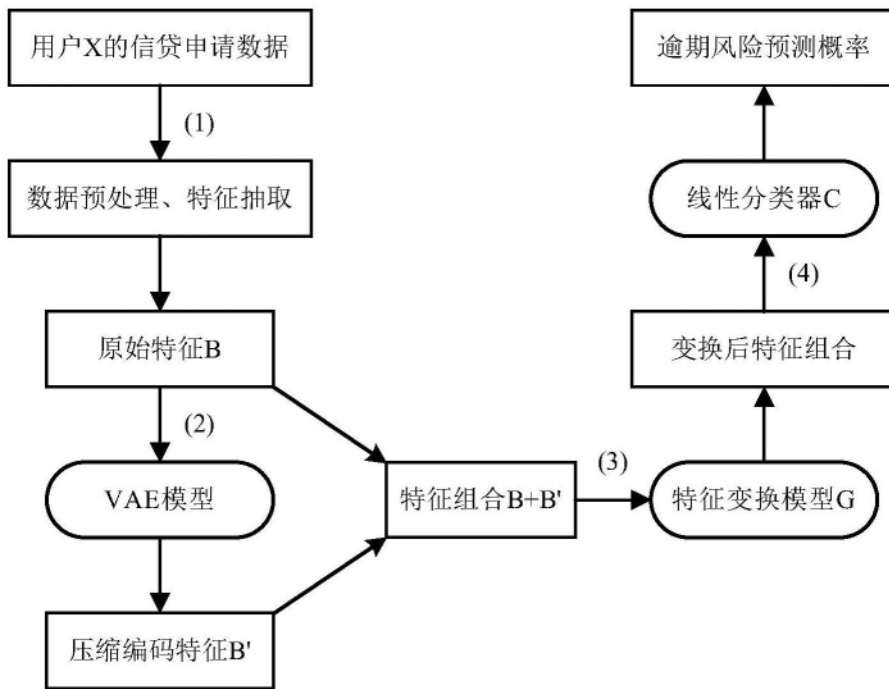 用户X的信贷申请数据
(1)
数据预处理、特征抽取
原始特征B
(2)
VAE模型
压缩编码特征B'
特征组合B+B'
(3)
特征变换模型G
变换后特征组合
(4)
线性分类器C
逾期风险预测概率